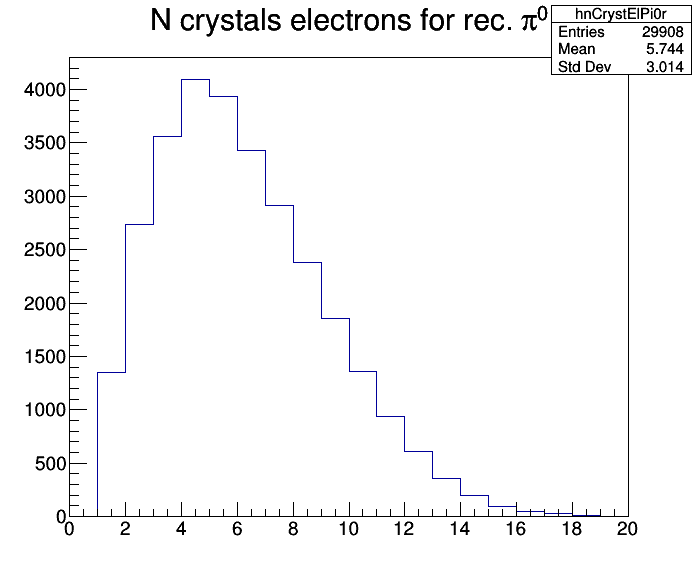 N crystals electrons for rec. π⁰
hnCrystElPi0r
Entries 29908
Mean 5.744
Std Dev 3.014
4000
3500
3000
2500
2000
1500
1000
500
0
0 2 4 6 8 10 12 14 16 18 20